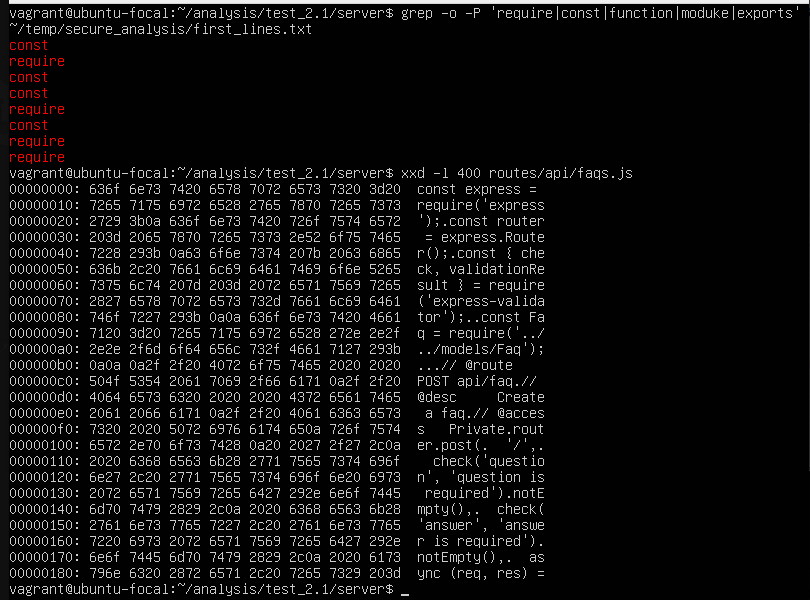 vagrant@ubuntu-focal:~/analysis/test_2.1/server$ grep -o -P 'require|const|function|moduke|exports'
~/temp/secure_analysis/first_lines.txt
const
require
const
const
require
const
require
require
vagrant@ubuntu-focal:~/analysis/test_2.1/server$ xxd -l 400 routes/api/faqs.js
00000000: 636f 6e73 7420 6578 7072 6573 7320 3d20  const express =
00000010: 7265 7175 6972 6528 2765 7870 7265 7373  require('express
00000020: 2729 3b0a 636f 6e73 7420 726f 7574 6572  ');.const router
00000030: 203d 2065 7870 7265 7373 2e52 6f75 7465   = express.Route
00000040: 7228 293b 0a63 6f6e 7374 207b 2063 6865  r();.const { che
00000050: 636b 2c20 7661 6c69 6461 7469 6f6e 5265  ck, validationRe
00000060: 7375 6c74 207d 203d 2072 6571 7569 7265  sult } = require
00000070: 2827 6578 7072 6573 732d 7661 6c69 6461  ('express-valida
00000080: 746f 7227 293b 0a0a 636f 6e73 7420 4661  tor');..const Fa
00000090: 7120 3d20 7265 7175 6972 6528 272e 2e2f  q = require('../
000000a0: 2e2e 2f6d 6f64 656c 732f 4661 7127 293b  ../models/Faq');
000000b0: 0a0a 0a2f 2f20 4072 6f75 7465 2020 2020  ...// @route
000000c0: 504f 5354 2061 7069 2f66 6171 0a2f 2f20  POST api/faq.//
000000d0: 4064 6573 6320 2020 2020 4372 6561 7465  @desc     Create
000000e0: 2061 2066 6171 0a2f 2f20 4061 6363 6573   a faq.// @acces
000000f0: 7320 2020 5072 6976 6174 650a 726f 7574  s   Private.rout
00000100: 6572 2e70 6f73 7428 0a20 2027 2f27 2c0a  er.post(.  '/',.
00000110: 2020 6368 6563 6b28 2771 7565 7374 696f    check('questio
00000120: 6e27 2c20 2771 7565 7374 696f 6e20 6973  n', 'question is
00000130: 2072 6571 7569 7265 6427 292e 6e6f 7445   required').notE
00000140: 6d70 7479 2829 2c0a 2020 6368 6563 6b28  mpty(),.  check(
00000150: 2761 6e73 7765 7227 2c20 2761 6e73 7765  'answer', 'answe
00000160: 7220 6973 2072 6571 7569 7265 6427 292e  r is required').
00000170: 6e6f 7445 6d70 7479 2829 2c0a 2020 6173  notEmpty(),.  as
00000180: 796e 6320 2872 6571 2c20 7265 7329 203d  ync (req, res) =
vagrant@ubuntu-focal:~/analysis/test_2.1/server$ _